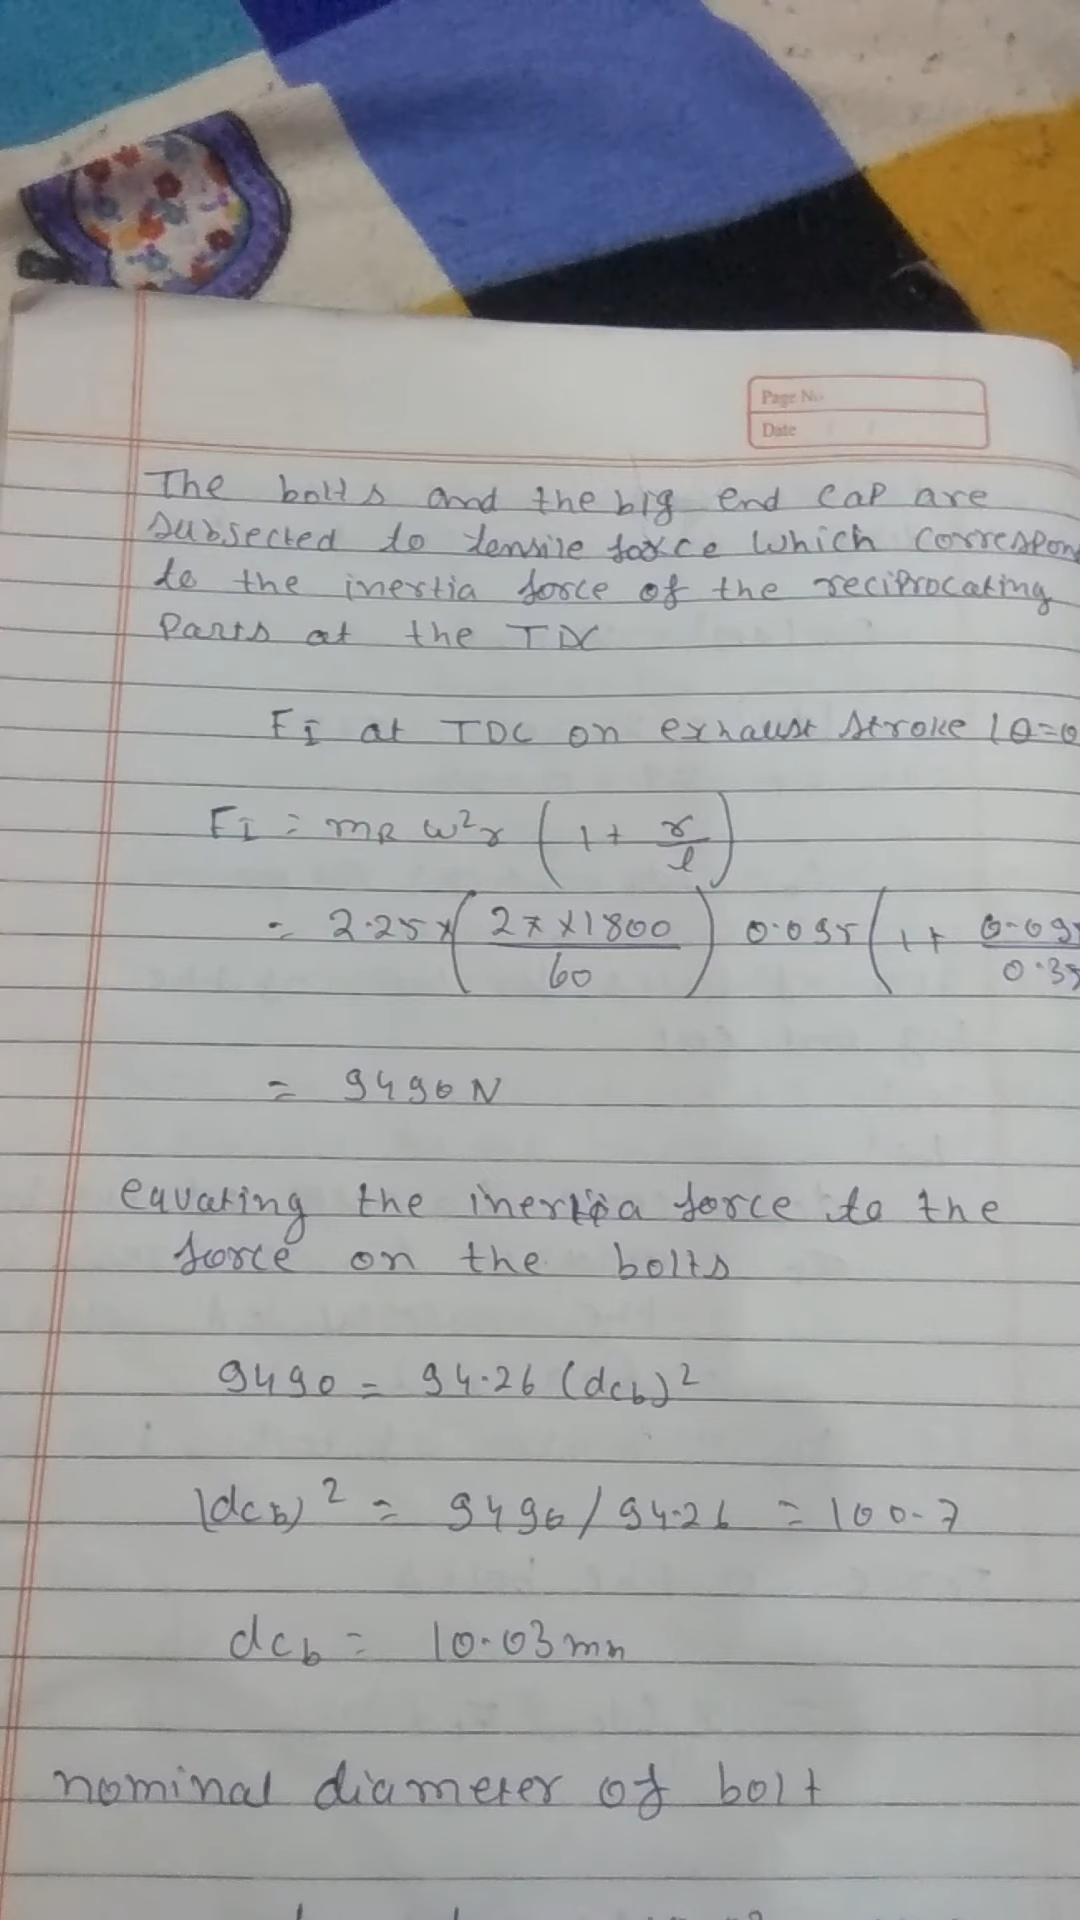 Page No.
Date
The bolts and the big end cap are
subsected to tensile force which correspon
to the inertia force of the reciprocating
parts at the TDC
FI at TDC on exhaust stroke (θ=0
FI = mR ω²r (1 + r/l)
= 2.25 × (2π×1800/60) 0.095 (1+ 0.09/0.38
= 9490 N
equating the inertia force to the
force on the bolts
9490 = 94.26 (dcb)²
(dcb)² = 9490/94.26 = 100.7
dcb = 10.03 mm
nominal diameter of bolt